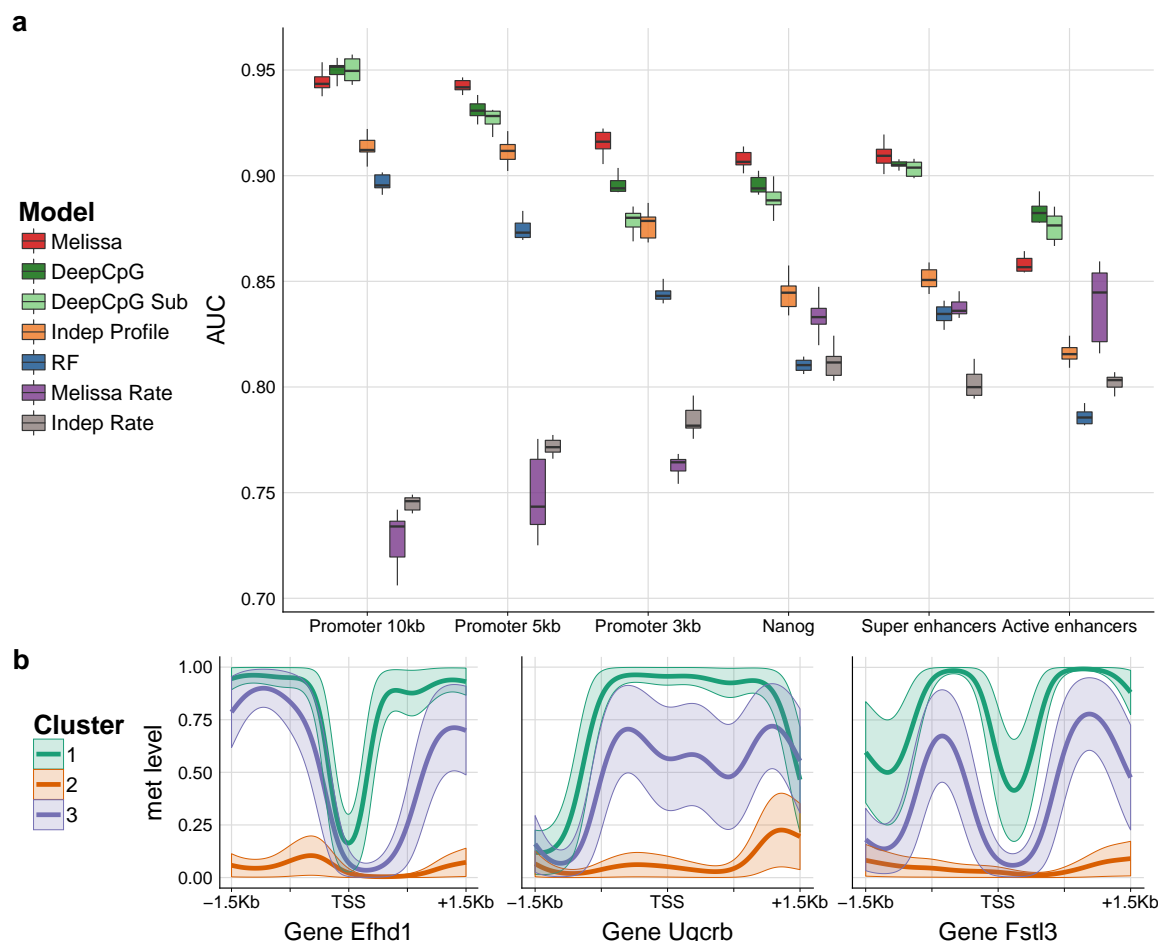 a
Model
Melissa
DeepCpG
DeepCpG Sub
Indep Profile
RF
Melissa Rate
Indep Rate
AUC
0.95
0.90
0.85
0.80
0.75
0.70
Promoter 10kb Promoter 5kb Promoter 3kb Nanog Super enhancers Active enhancers
b
Cluster
1
2
3
met level
1.00
0.75
0.50
0.25
0.00
−1.5Kb TSS +1.5Kb −1.5Kb TSS +1.5Kb −1.5Kb TSS +1.5Kb
Gene Efhd1 Gene Uqcrb Gene Fstl3